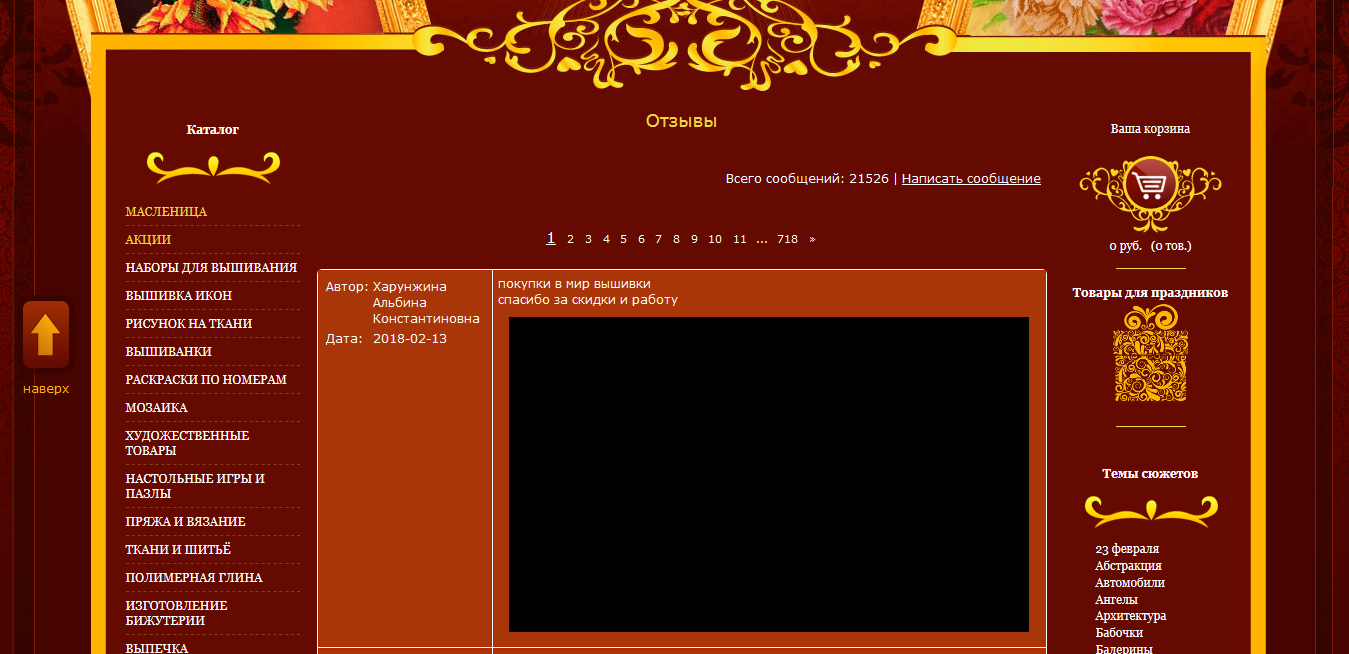 Каталог
МАСЛЕНИЦА
АКЦИИ
НАБОРЫ ДЛЯ ВЫШИВАНИЯ
ВЫШИВКА ИКОН
РИСУНОК НА ТКАНИ
ВЫШИВАНКИ
РАСКРАСКИ ПО НОМЕРАМ
МОЗАИКА
ХУДОЖЕСТВЕННЫЕ
ТОВАРЫ
НАСТОЛЬНЫЕ ИГРЫ И
ПАЗЛЫ
ПРЯЖА И ВЯЗАНИЕ
ТКАНИ И ШИТЬЁ
ПОЛИМЕРНАЯ ГЛИНА
ИЗГОТОВЛЕНИЕ
БИЖУТЕРИИ
ВЫПЕЧКА
наверх
Отзывы
Всего сообщений: 21526 | Написать сообщение
1 2 3 4 5 6 7 8 9 10 11 ... 718 »
Автор: Харунжина
Альбина
Константиновна
Дата: 2018-02-13
покупки в мир вышивки
спасибо за скидки и работу
Ваша корзина
0 руб. (0 тов.)
Товары для праздников
Темы сюжетов
23 февраля
Абстракция
Автомобили
Ангелы
Архитектура
Бабочки
Балерины